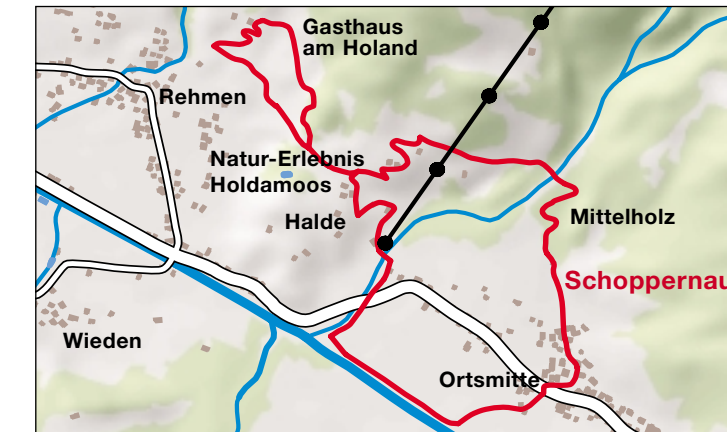 Gasthaus
am Holand
Rehmen
Natur-Erlebnis
Holdamoos
Halde
Mittelholz
Schoppernau
Wieden
Ortsmitte